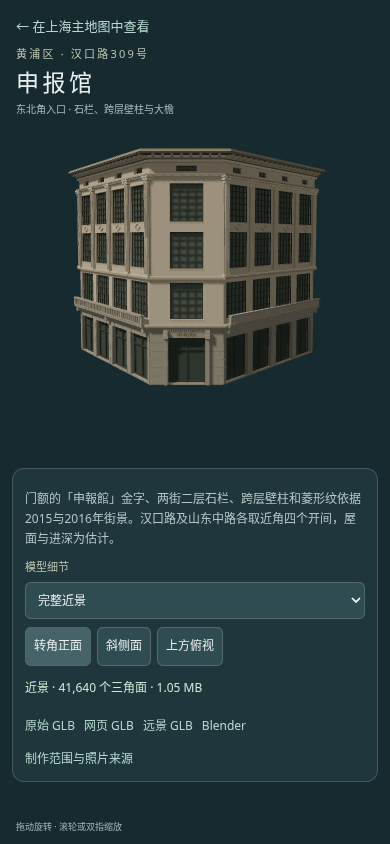 ← 在上海主地图中查看
黄浦区 · 汉口路309号
申报馆
东北角入口 · 石栏、跨层壁柱与大檐
门额的「申報館」金字、两街二层石栏、跨层壁柱和菱形纹依据
2015与2016年街景。汉口路及山东中路各取近角四个开间，屋
面与进深为估计。
模型细节
完整近景
转角正面 斜侧面 上方俯视
近景 · 41,640 个三角面 · 1.05 MB
原始 GLB 网页 GLB 远景 GLB Blender
制作范围与照片来源
拖动旋转 · 滚轮或双指缩放